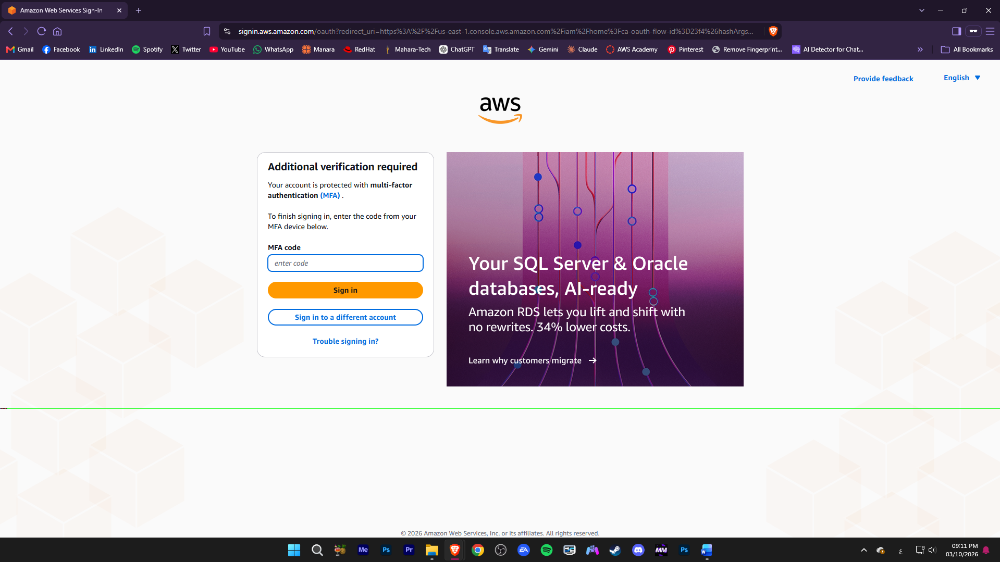 Amazon Web Services Sign-In
signin.aws.amazon.com/oauth?redirect_uri=https%3A%2F%2Fus-east-1.console.aws.amazon.com%2Fiam%2Fhome%3Fca-oauth-flow-id%3D23f4%26hashArgs...
Gmail Facebook LinkedIn Spotify Twitter YouTube WhatsApp Manara RedHat Mahara-Tech ChatGPT Translate Gemini Claude AWS Academy Pinterest Remove Fingerprint... AI Detector for Chat... All Bookmarks
Provide feedback English
aws
Additional verification required
Your account is protected with multi-factor
authentication (MFA) .
To finish signing in, enter the code from your
MFA device below.
MFA code
enter code
Sign in
Sign in to a different account
Trouble signing in?
Your SQL Server & Oracle
databases, AI-ready
Amazon RDS lets you lift and shift with
no rewrites. 34% lower costs.
Learn why customers migrate
© 2026 Amazon Web Services, Inc. or its affiliates. All rights reserved.
Me Ps Pr EA MM Ps W
ع
09:11 PM
03/10/2026